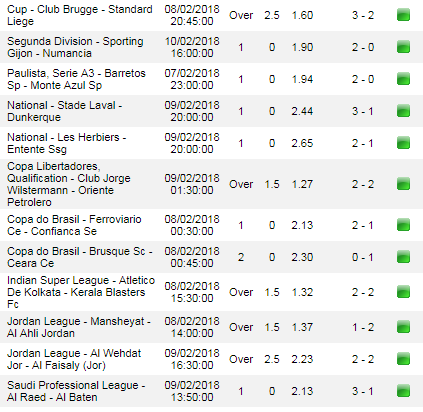 Cup - Club Brugge - Standard Liege 08/02/2018 20:45:00 Over 2.5 1.60 3 - 2
Segunda Division - Sporting Gijon - Numancia 10/02/2018 16:00:00 1 0 1.90 2 - 0
Paulista, Serie A3 - Barretos Sp - Monte Azul Sp 07/02/2018 23:00:00 1 0 1.94 2 - 0
National - Stade Laval - Dunkerque 09/02/2018 20:00:00 1 0 2.44 3 - 1
National - Les Herbiers - Entente Ssg 09/02/2018 20:00:00 1 0 2.65 2 - 1
Copa Libertadores, Qualification - Club Jorge Wilstermann - Oriente Petrolero 09/02/2018 01:30:00 Over 1.5 1.27 2 - 2
Copa do Brasil - Ferroviario Ce - Confianca Se 08/02/2018 00:30:00 1 0 2.13 2 - 1
Copa do Brasil - Brusque Sc - Ceara Ce 08/02/2018 00:45:00 2 0 2.30 0 - 1
Indian Super League - Atletico De Kolkata - Kerala Blasters Fc 08/02/2018 15:30:00 Over 1.5 1.32 2 - 2
Jordan League - Mansheyat - Al Ahli Jordan 08/02/2018 14:00:00 Over 1.5 1.37 1 - 2
Jordan League - Al Wehdat Jor - Al Faisaly (Jor) 09/02/2018 16:30:00 Over 2.5 2.23 2 - 2
Saudi Professional League - Al Raed - Al Baten 09/02/2018 13:50:00 1 0 2.13 3 - 1